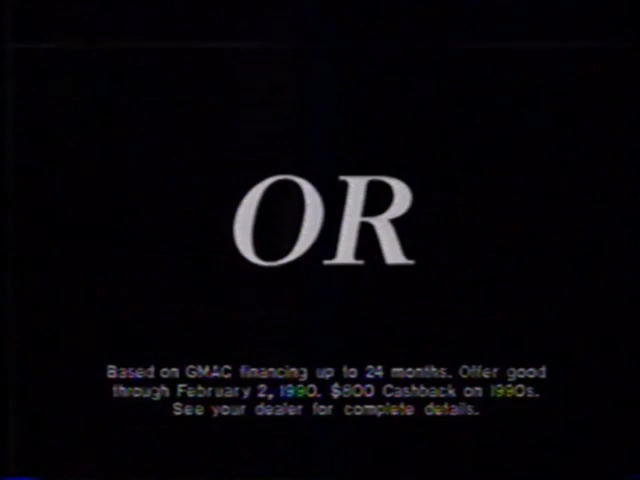 OR
Based on GMAC financing up to 24 months. Offer good
through February 2, 1990. $800 Cashback on 1990s.
See your dealer for complete details.